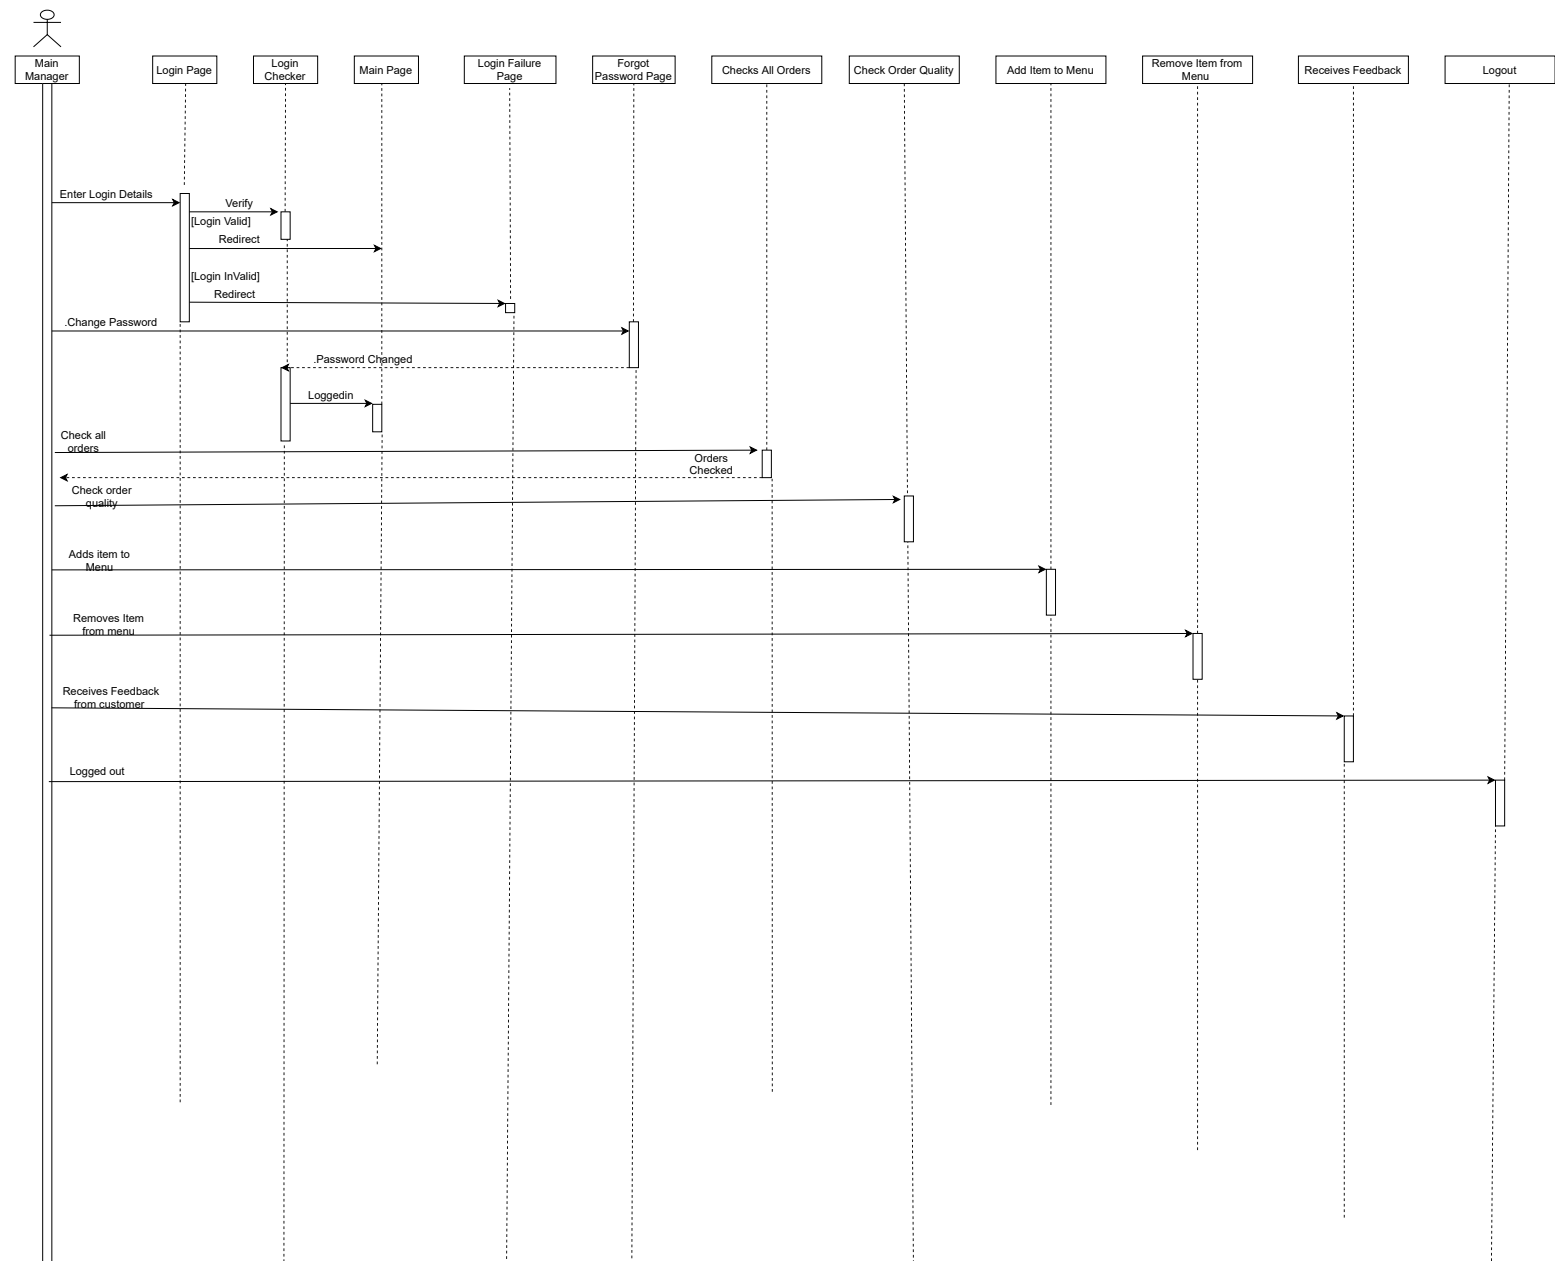 Main
Manager
Login Page
Login
Checker
Main Page
Login Failure
Page
Forgot
Password Page
Checks All Orders
Check Order Quality
Add Item to Menu
Remove Item from
Menu
Receives Feedback
Logout
Enter Login Details
Verify
[Login Valid]
Redirect
[Login InValid]
Redirect
.Change Password
.Password Changed
Loggedin
Check all
orders
Orders
Checked
Check order
quality
Adds item to
Menu
Removes Item
from menu
Receives Feedback
from customer
Logged out